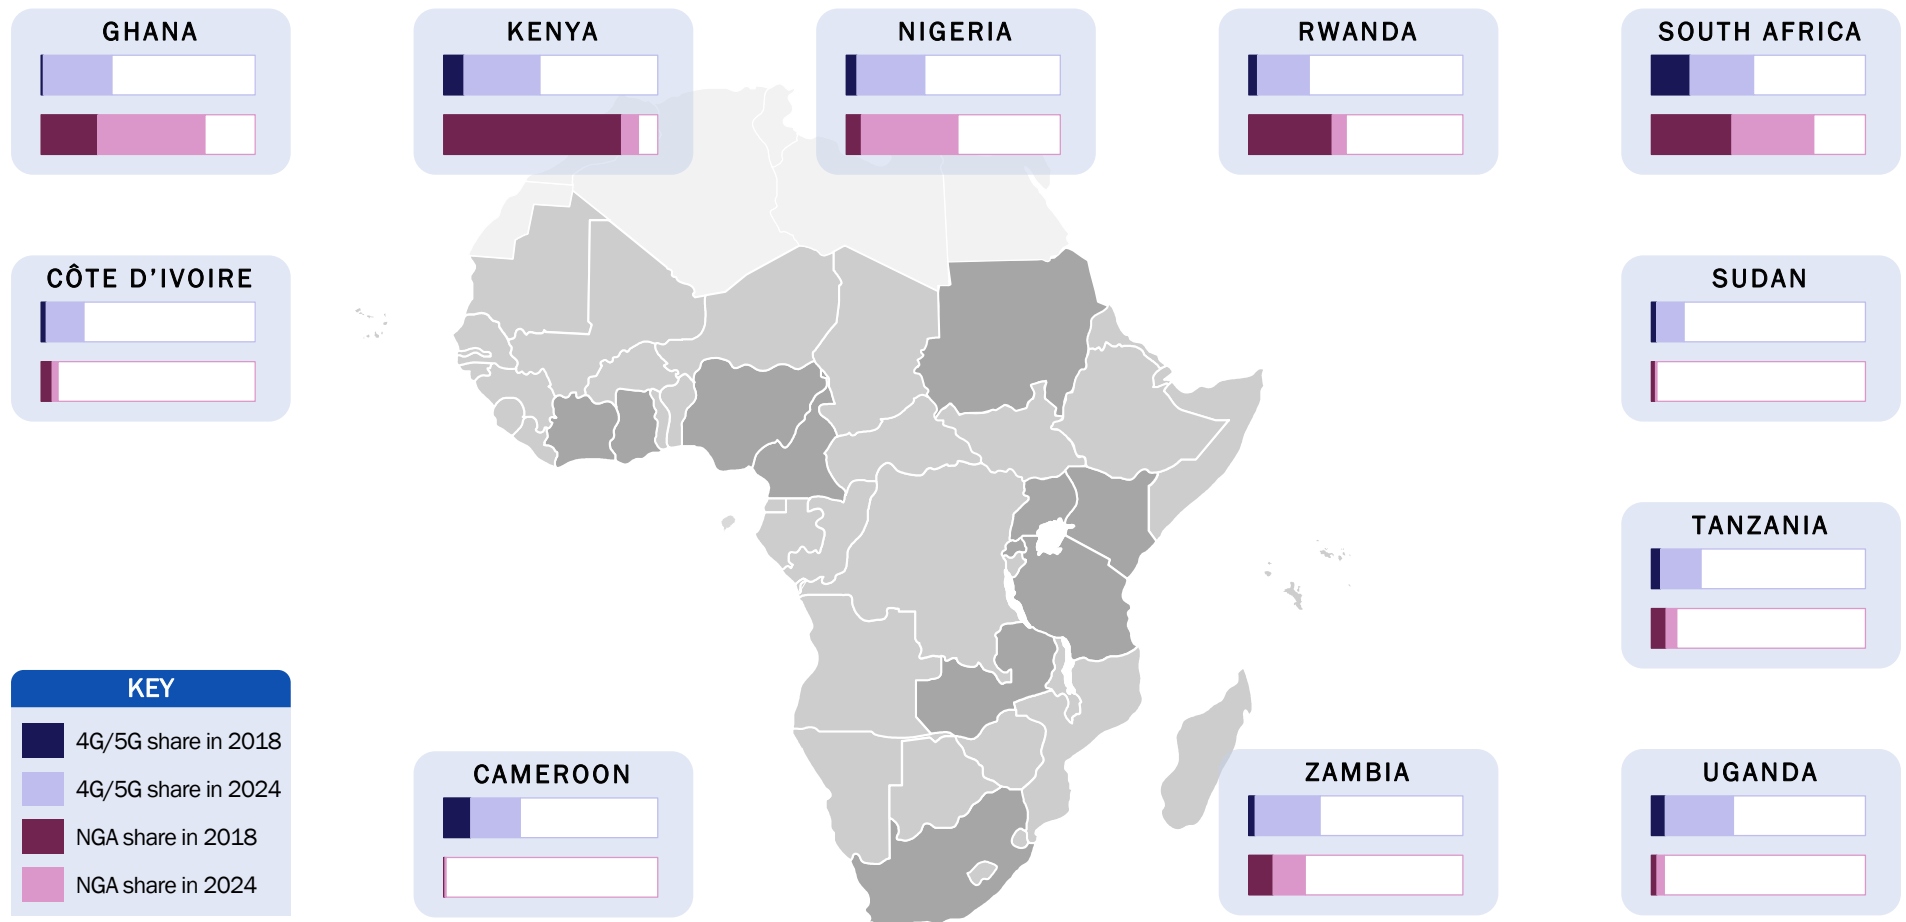 GHANA
KENYA
NIGERIA
RWANDA
SOUTH AFRICA
CÔTE D’IVOIRE
SUDAN
TANZANIA
KEY
4G/5G share in 2018
4G/5G share in 2024
NGA share in 2018
NGA share in 2024
CAMEROON
ZAMBIA
UGANDA